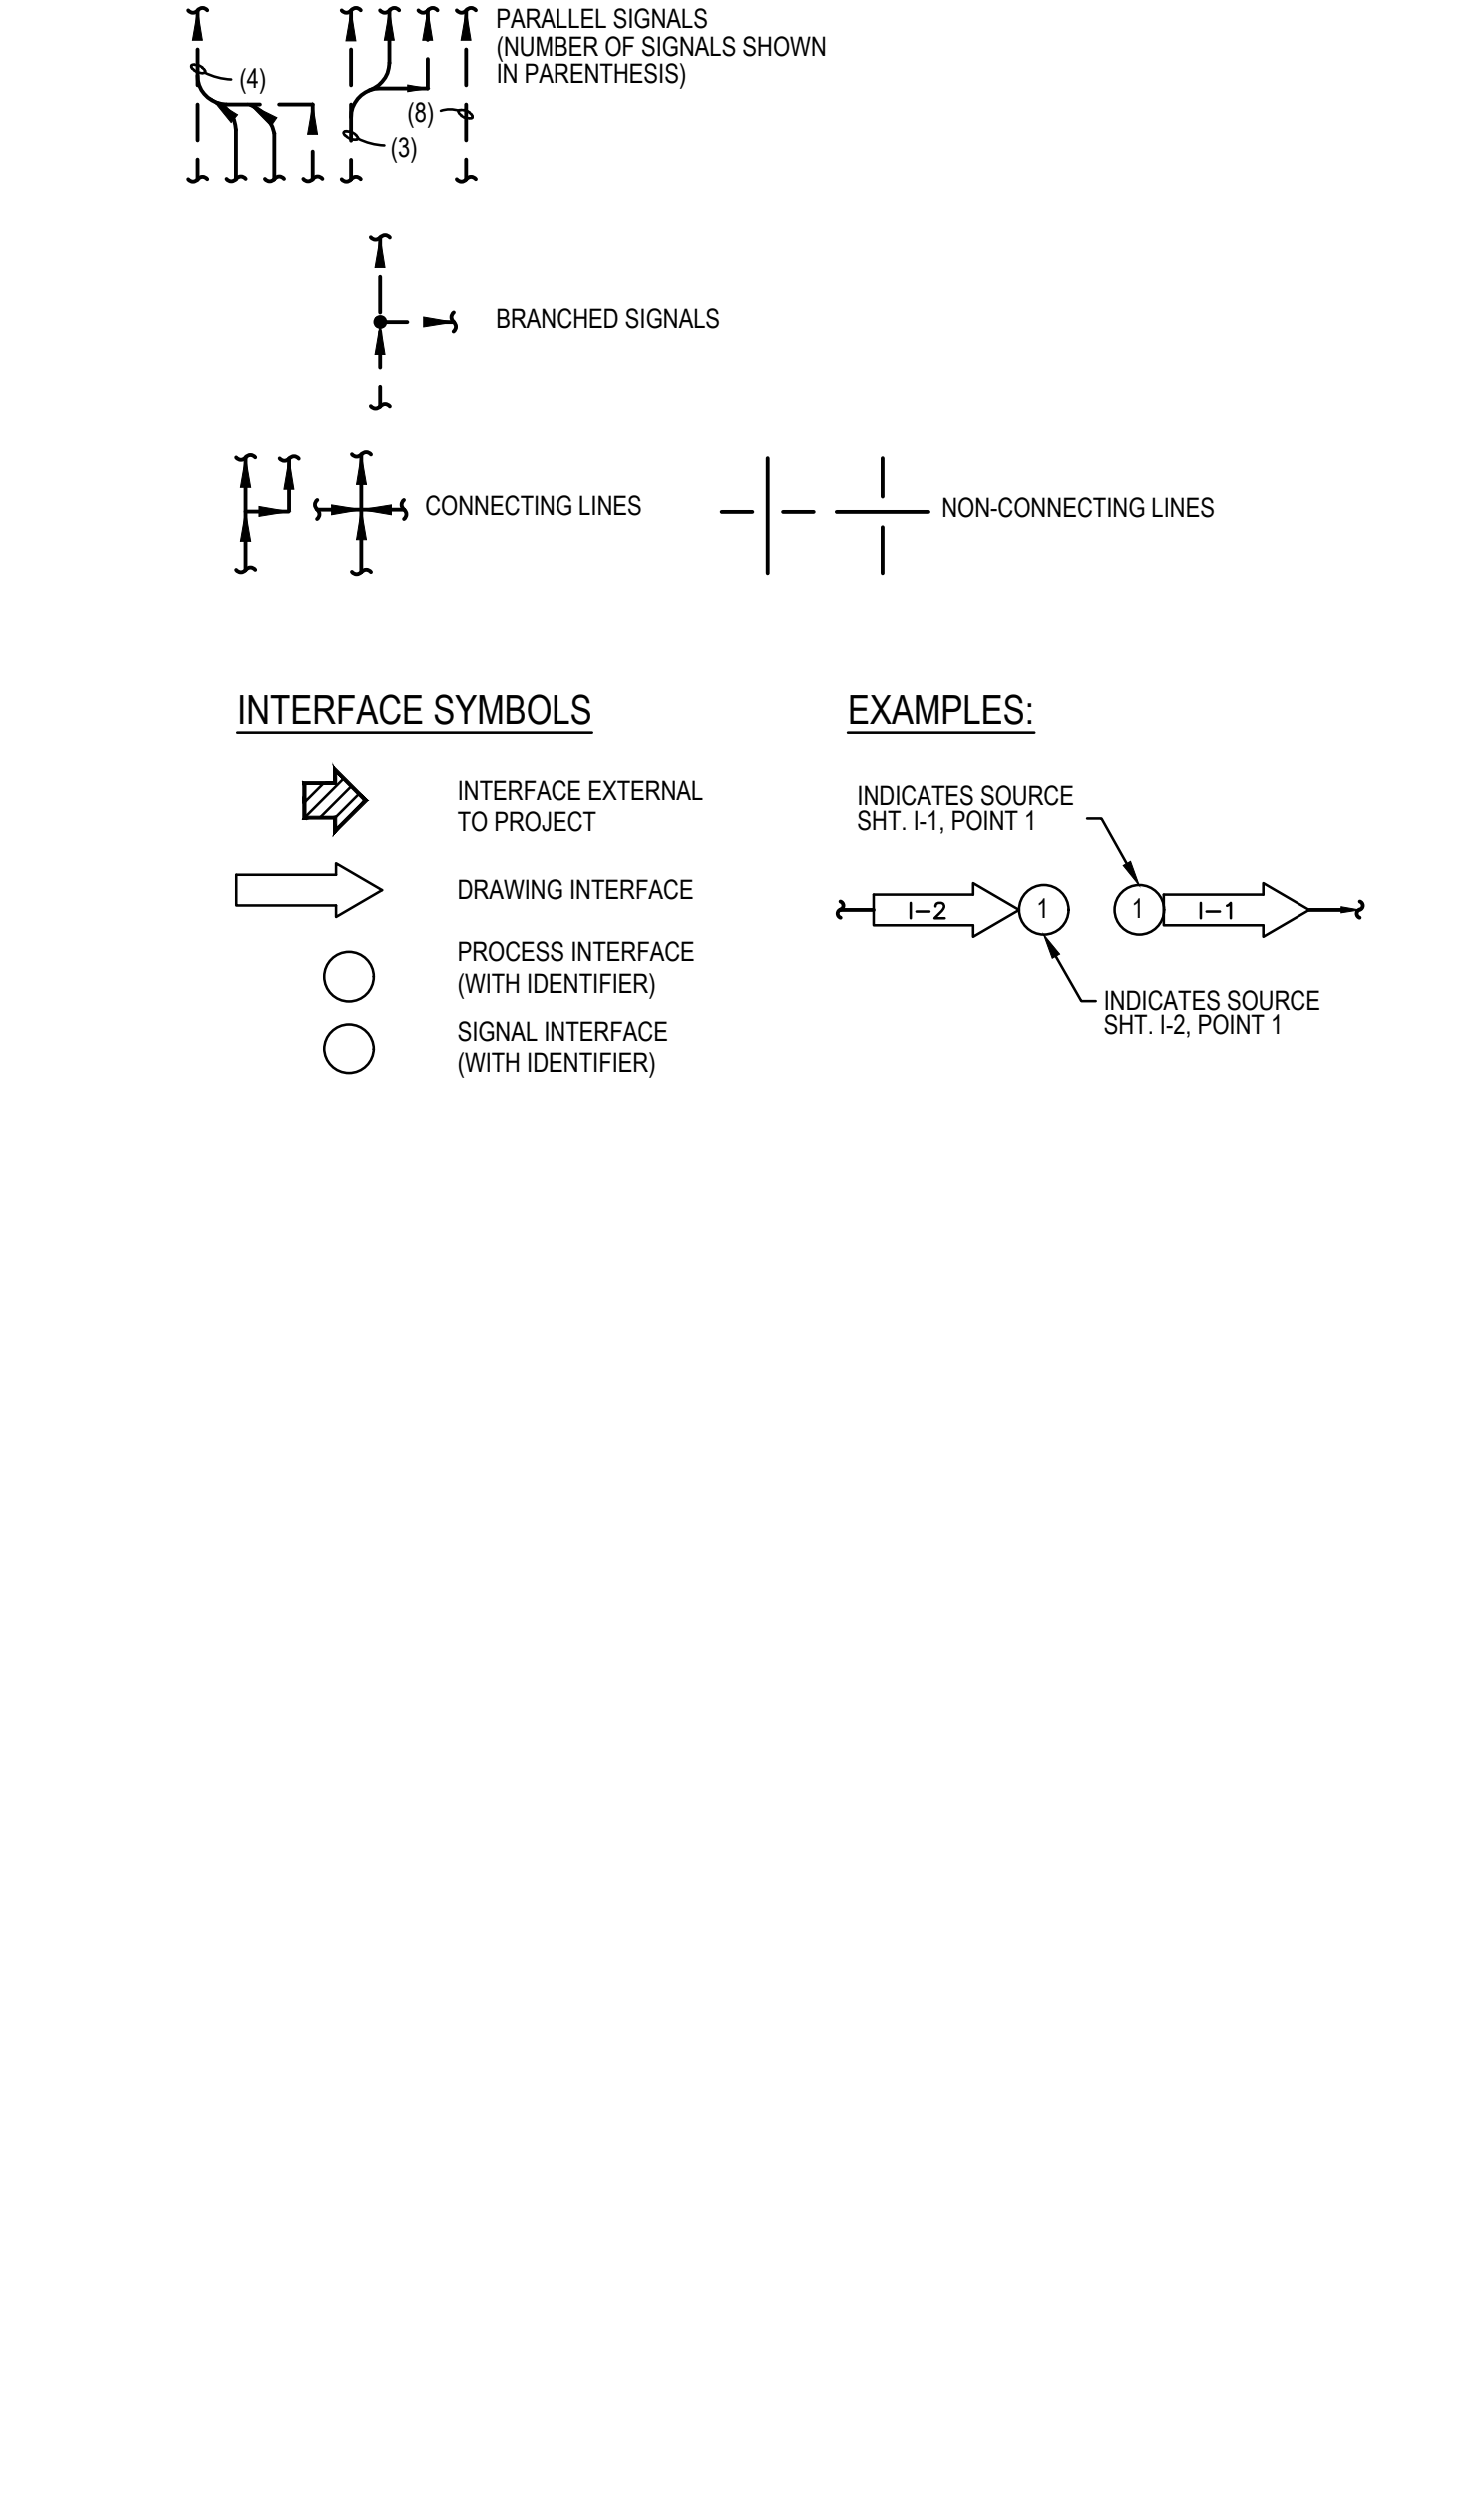 PARALLEL SIGNALS
(NUMBER OF SIGNALS SHOWN
IN PARENTHESIS)
(4)
(8)
(3)
BRANCHED SIGNALS
CONNECTING LINES
NON-CONNECTING LINES
INTERFACE SYMBOLS
INTERFACE EXTERNAL
TO PROJECT
DRAWING INTERFACE
PROCESS INTERFACE
(WITH IDENTIFIER)
SIGNAL INTERFACE
(WITH IDENTIFIER)
EXAMPLES:
INDICATES SOURCE
SHT. I-1, POINT 1
I-2 1 1 I-1
INDICATES SOURCE
SHT. I-2, POINT 1